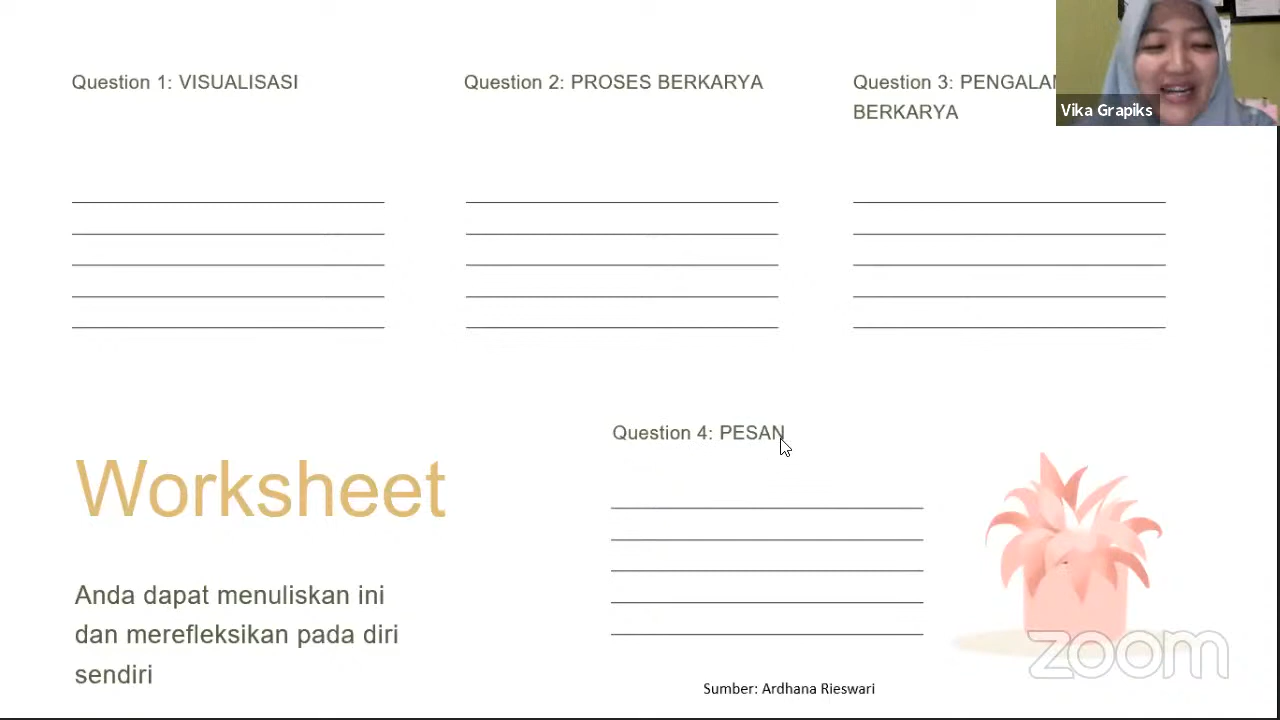 Question 1: VISUALISASI
Question 2: PROSES BERKARYA
Question 3:
BERKARYA
Vika Grapiks
Question 4: PESAN
Worksheet
Anda dapat menuliskan ini
dan merefleksikan pada diri
sendiri
Sumber: Ardhana Rieswari
zoom